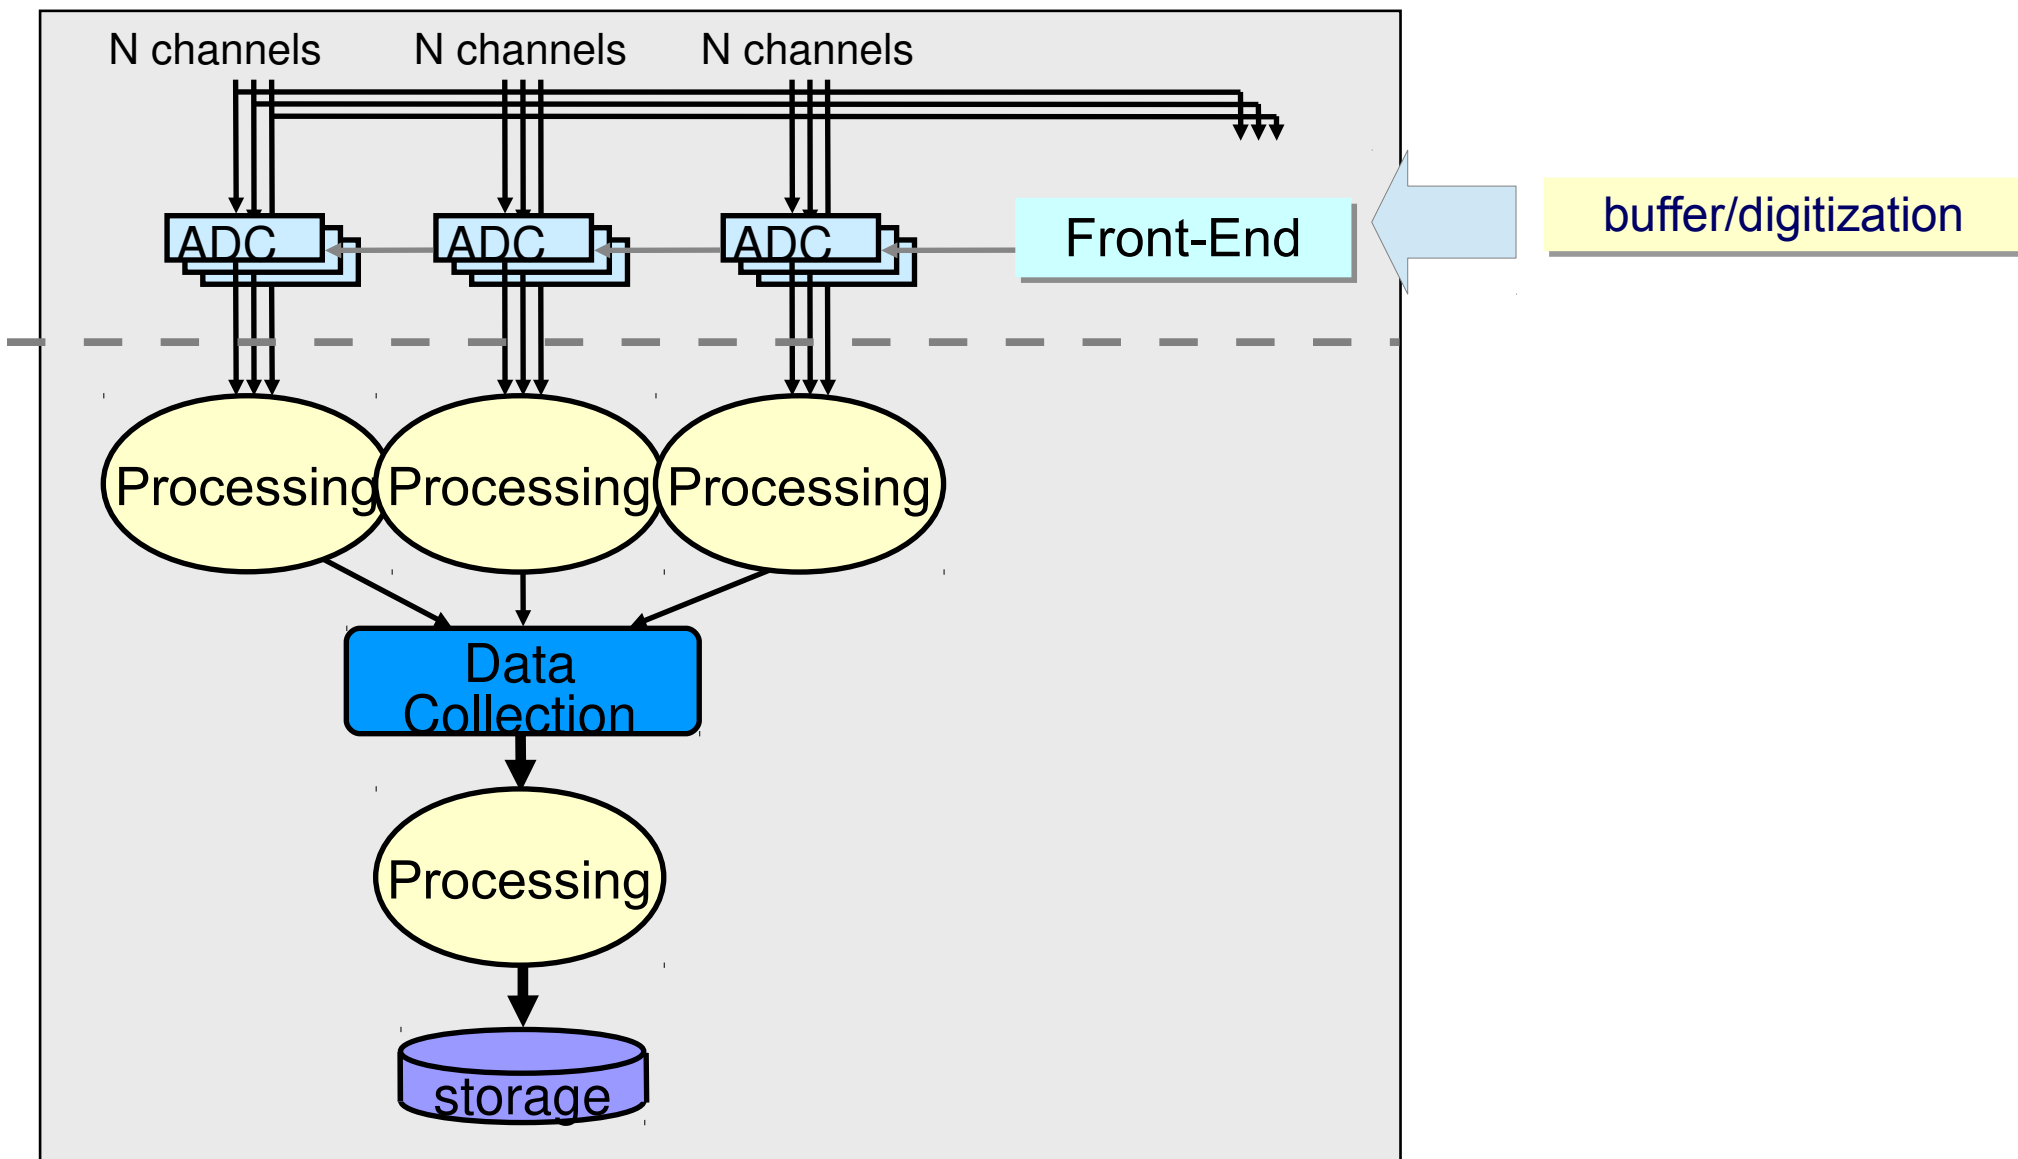 N channels
N channels
N channels
ADC
ADC
ADC
Front-End
buffer/digitization
Processing
Processing
Processing
Data
Collection
Processing
storage